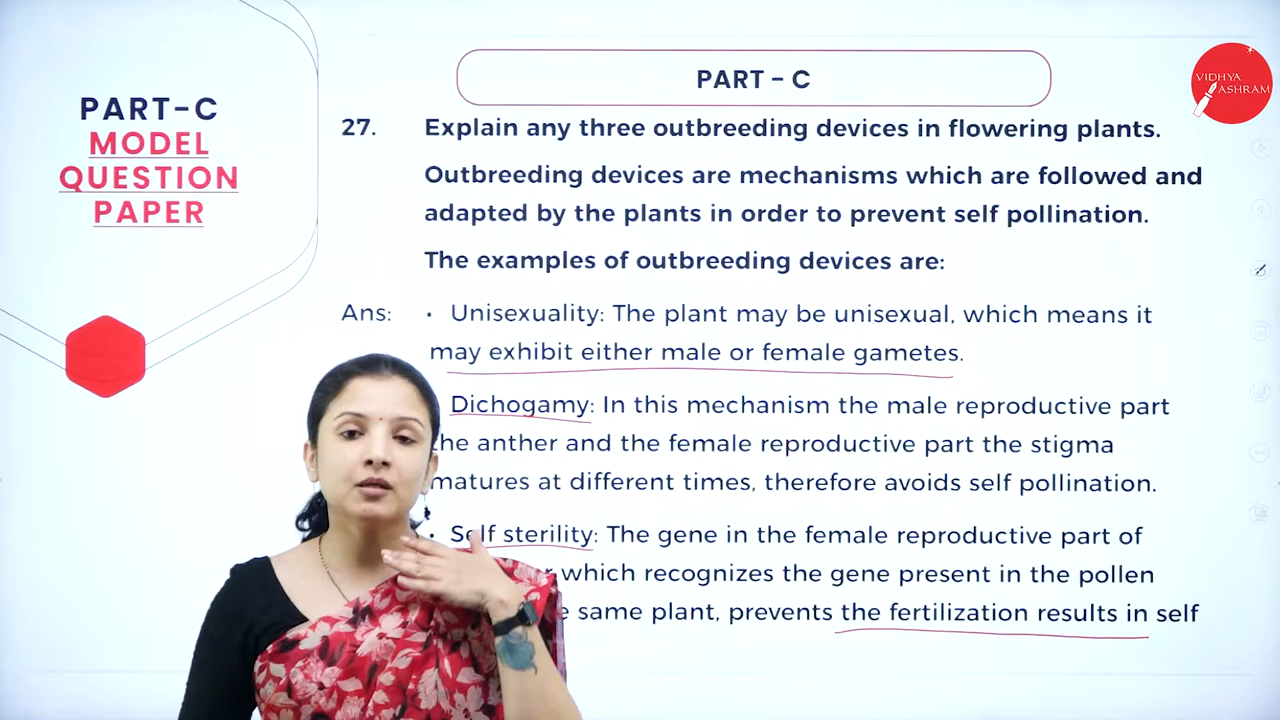 PART-C
MODEL
QUESTION
PAPER
PART - C
VIDHYA
ASHRAM
27. Explain any three outbreeding devices in flowering plants.
Outbreeding devices are mechanisms which are followed and
adapted by the plants in order to prevent self pollination.
The examples of outbreeding devices are:
Ans: • Unisexuality: The plant may be unisexual, which means it
may exhibit either male or female gametes.
Dichogamy: In this mechanism the male reproductive part
the anther and the female reproductive part the stigma
matures at different times, therefore avoids self pollination.
• Self sterility: The gene in the female reproductive part of
which recognizes the gene present in the pollen
same plant, prevents the fertilization results in self